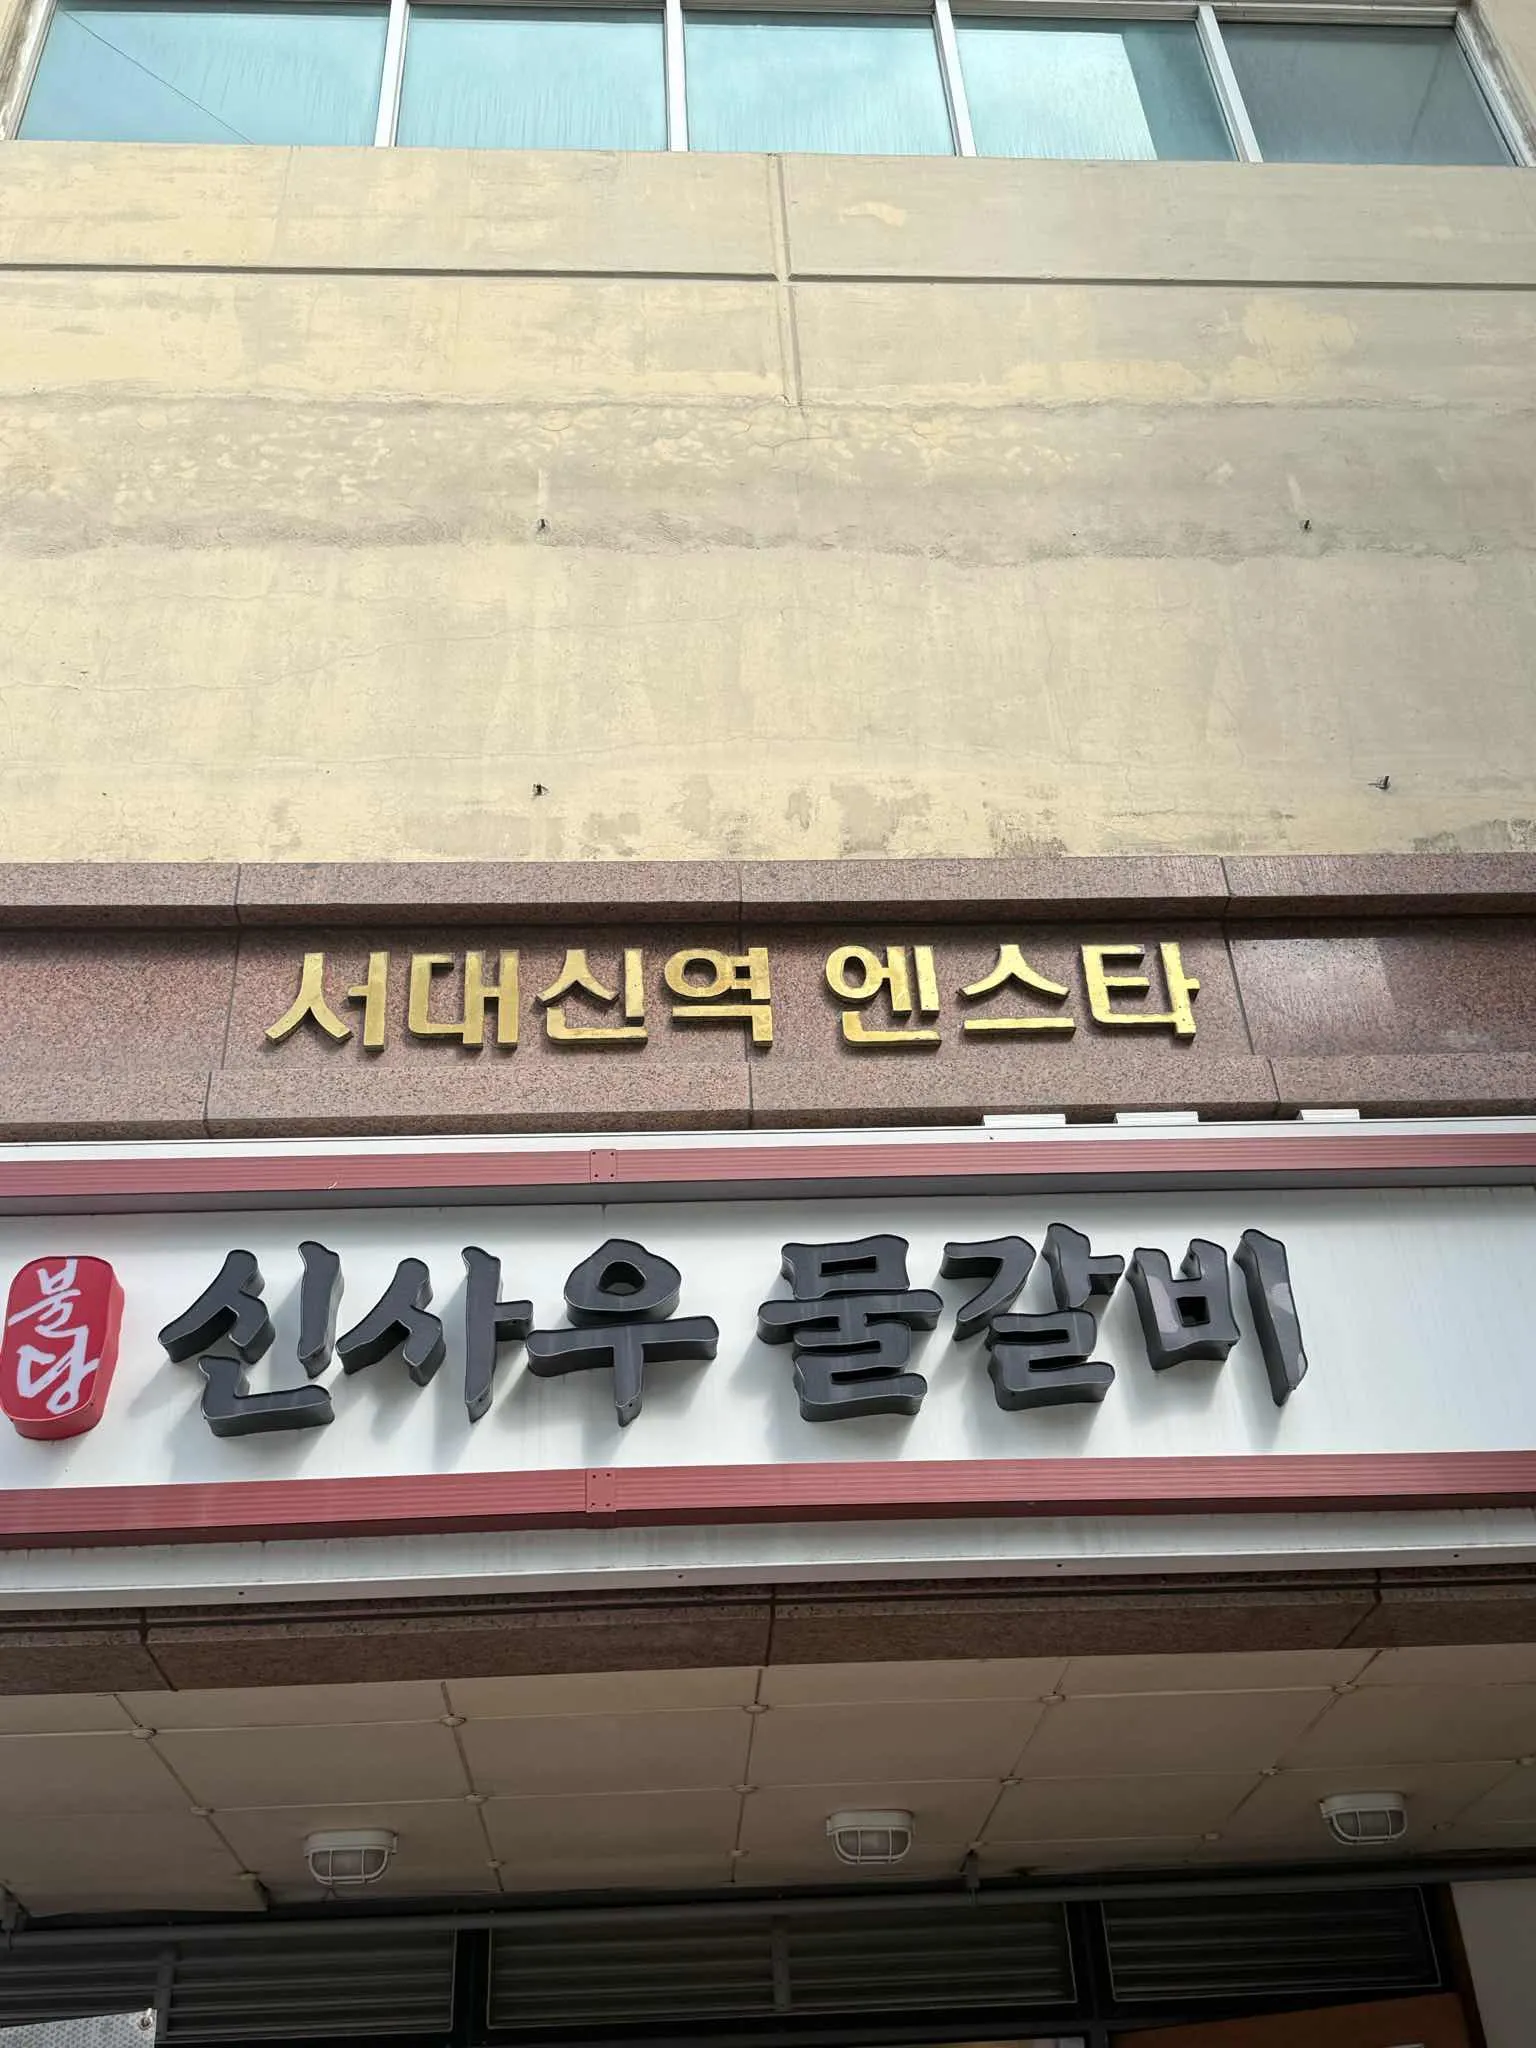 서대신역 엔스타
불당 신사우 물갈비